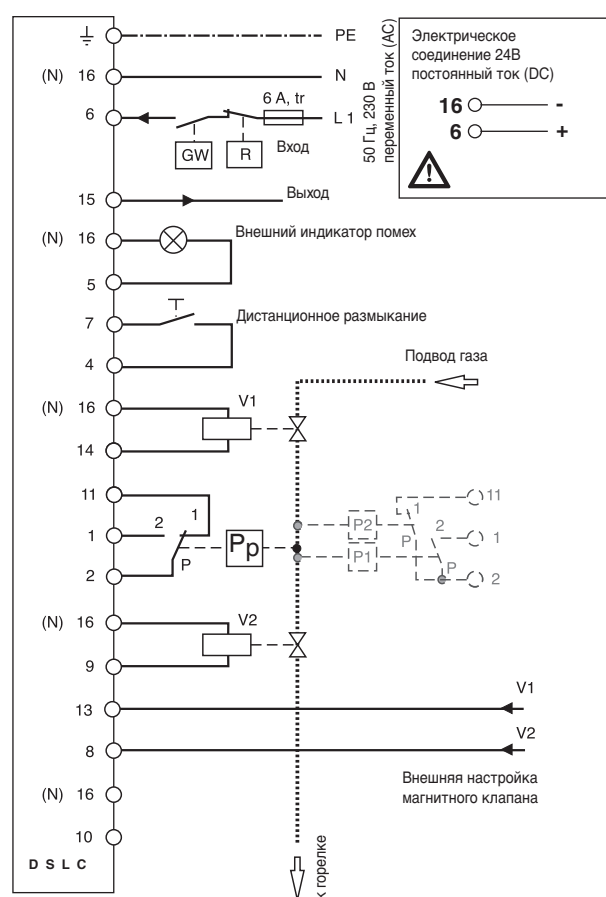 PE
(N) 16 N
6 6 A, tr L 1
GW R Вход
50 Гц, 230 В
переменный ток (AC)
Электрическое
соединение 24В
постоянный ток (DC)
16 -
6 +
15 Выход
(N) 16 Внешний индикатор помех
5
7 Дистанционное размыкание
4
Подвод газа
(N) 16 V1
14
11
1 2 1
Pp
2 P
P2 1 11
P 2 1
P1 P 2
(N) 16 V2
9
13 V1
8 V2
Внешняя настройка
магнитного клапана
(N) 16
10
D S L C
к горелке